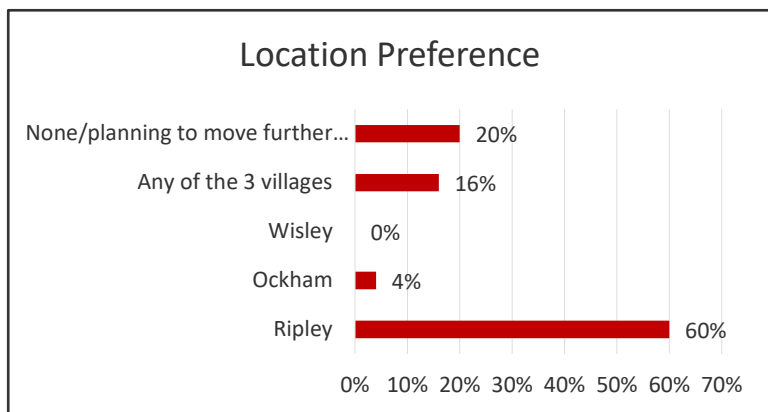 Location Preference
None/planning to move further… 20%
Any of the 3 villages 16%
Wisley 0%
Ockham 4%
Ripley 60%
0% 10% 20% 30% 40% 50% 60% 70%